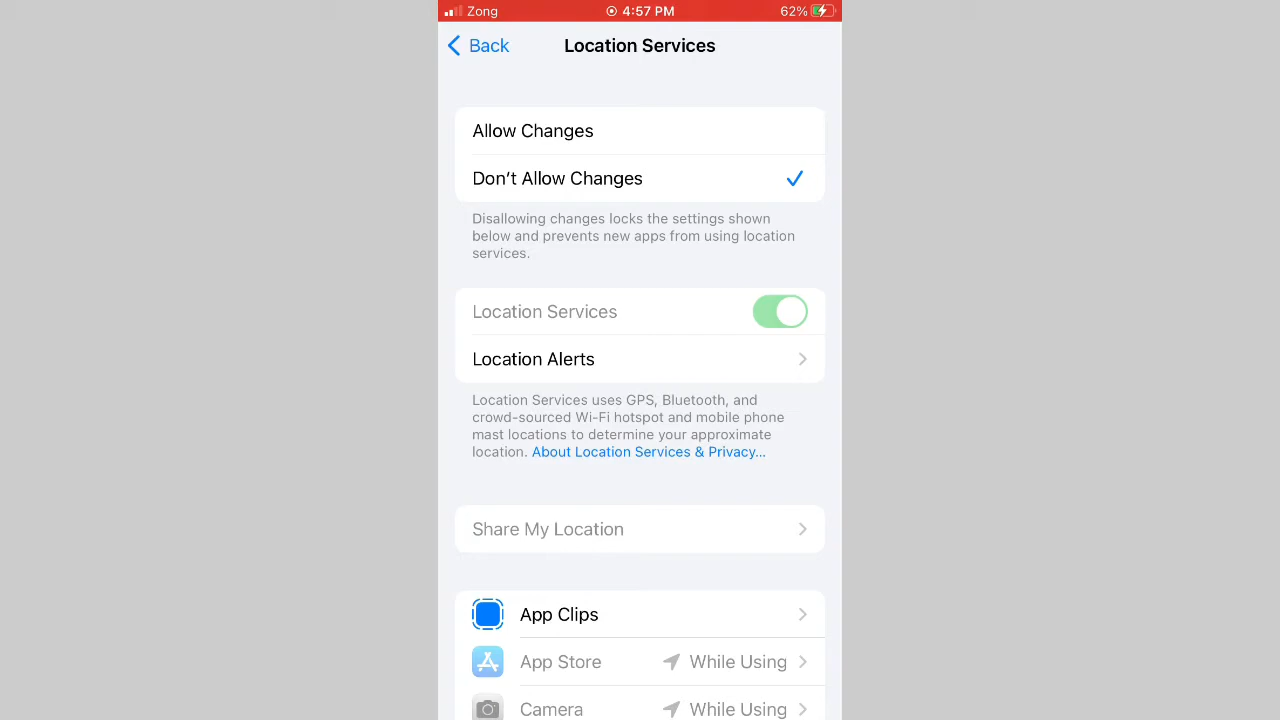 Zong 4:57 PM 62%
Back Location Services
Allow Changes
Don't Allow Changes
Disallowing changes locks the settings shown
below and prevents new apps from using location
services.
Location Services
Location Alerts
Location Services uses GPS, Bluetooth, and
crowd-sourced Wi-Fi hotspot and mobile phone
mast locations to determine your approximate
location. About Location Services & Privacy...
Share My Location
App Clips
App Store While Using
Camera While Using